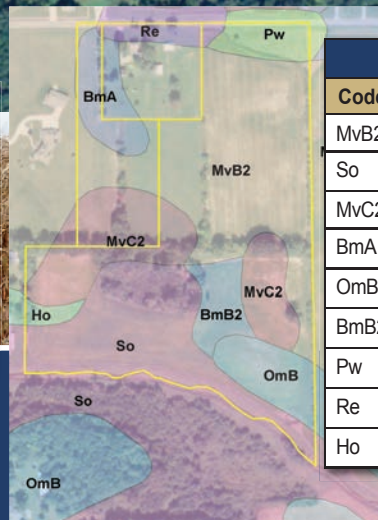 Re
Pw
BmA
MvB2
MvC2
MvC2
Ho
BmB2
So
OmB
So
OmB
Code
MvB2
So
MvC2
BmA
OmB
BmB2
Pw
Re
Ho